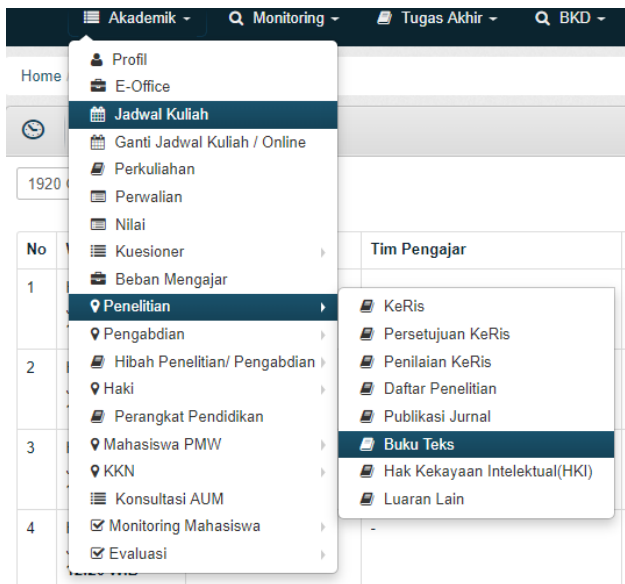 Akademik
Monitoring
Tugas Akhir
BKD
Home /
Profil
E-Office
Jadwal Kuliah
Ganti Jadwal Kuliah / Online
1920
Perkuliahan
Perwalian
Nilai
No
Kuesioner
Tim Pengajar
Beban Mengajar
1
Penelitian
KeRis
Pengabdian
Persetujuan KeRis
2
Hibah Penelitian/ Pengabdian
Penilaian KeRis
Haki
Daftar Penelitian
Perangkat Pendidikan
Publikasi Jurnal
3
Mahasiswa PMW
Buku Teks
KKN
Hak Kekayaan Intelektual(HKI)
Konsultasi AUM
Luaran Lain
4
Monitoring Mahasiswa
-
Evaluasi